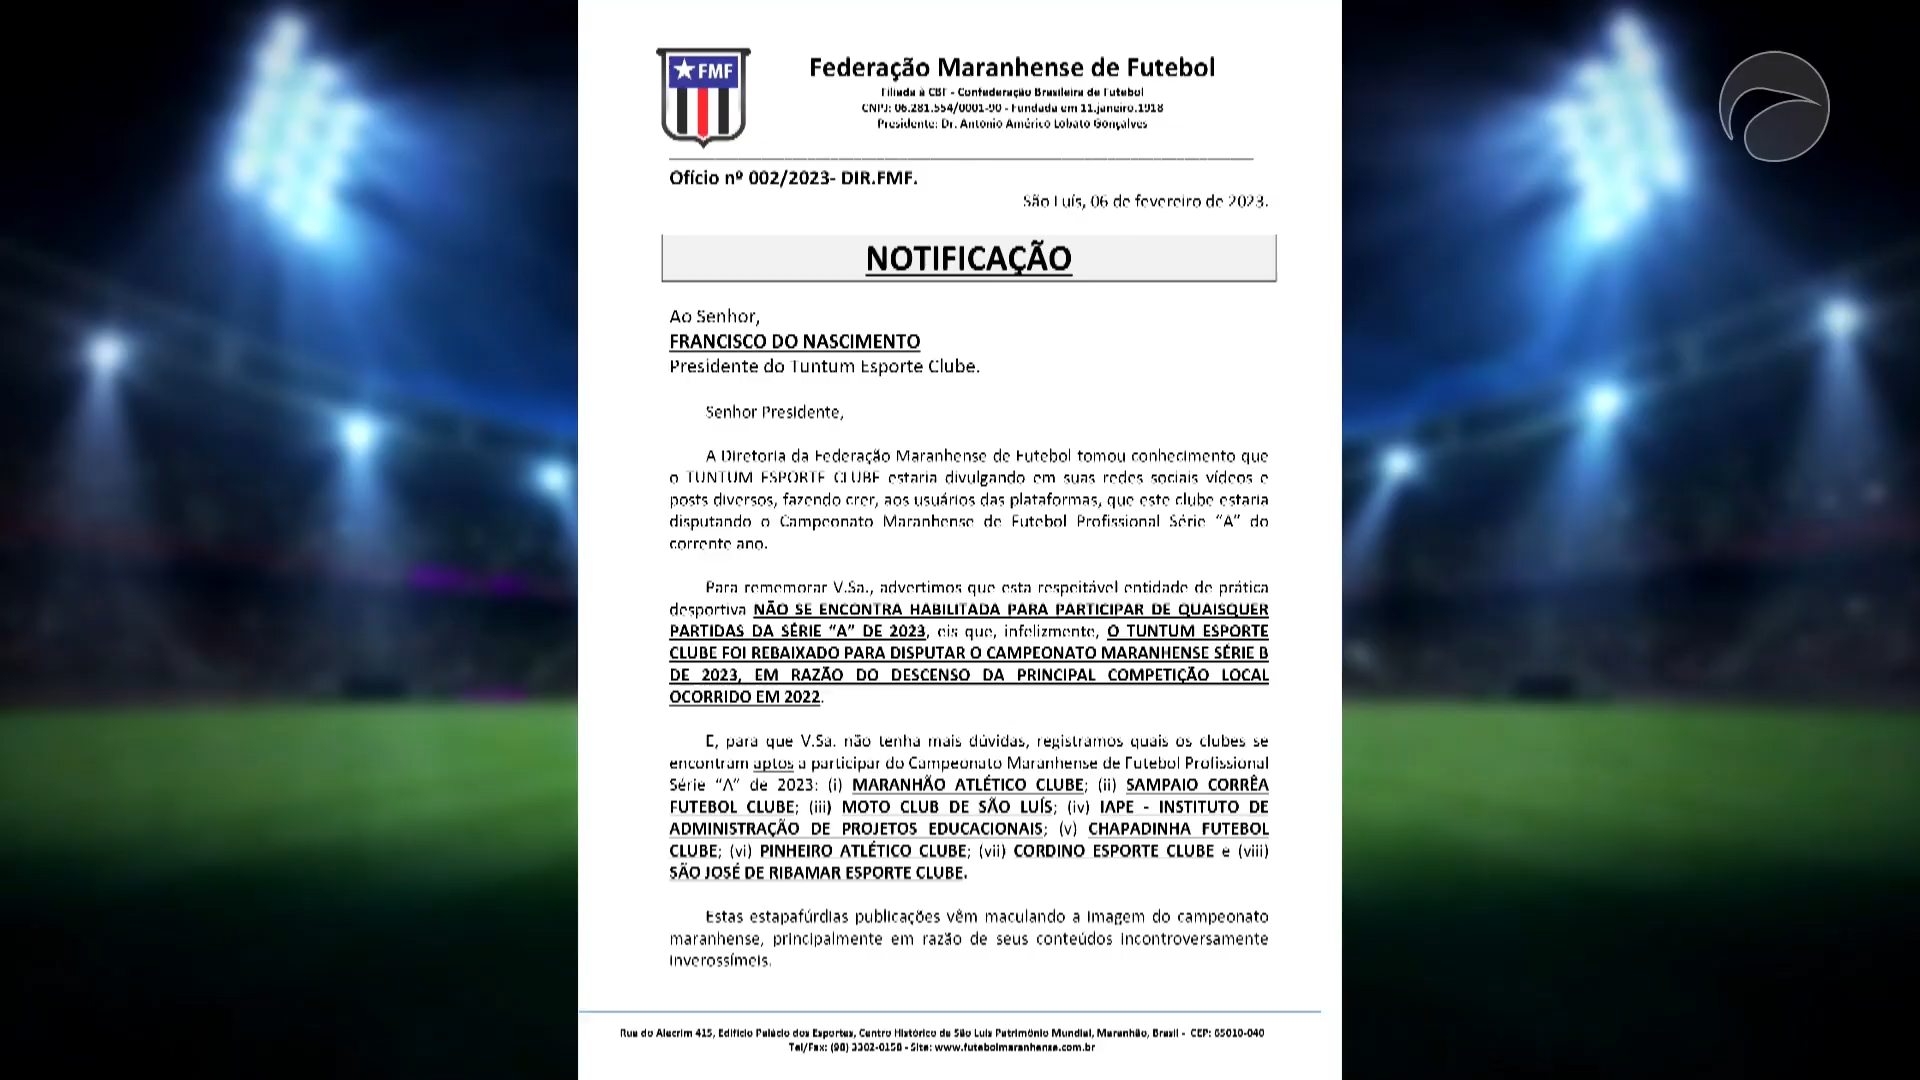 FMF
Federação Maranhense de Futebol
Filiada à CBF - Confederação Brasileira de Futebol
CNPJ: 06.281.554/0001-90 - Fundada em 11.janeiro.1918
Presidente: Dr. Antonio Américo Lobato Gonçalves
Ofício nº 002/2023- DIR.FMF.
São Luís, 06 de fevereiro de 2023.
NOTIFICAÇÃO
Ao Senhor,
FRANCISCO DO NASCIMENTO
Presidente do Tuntum Esporte Clube.
Senhor Presidente,
A Diretoria da Federação Maranhense de Futebol tomou conhecimento que
o TUNTUM ESPORTE CLUBE estaria divulgando em suas redes sociais vídeos e
posts diversos, fazendo crer, aos usuários das plataformas, que este clube estaria
disputando o Campeonato Maranhense de Futebol Profissional Série “A” do
corrente ano.
Para rememorar V.Sa., advertimos que esta respeitável entidade de prática
desportiva NÃO SE ENCONTRA HABILITADA PARA PARTICIPAR DE QUAISQUER
PARTIDAS DA SÉRIE “A” DE 2023, eis que, infelizmente, O TUNTUM ESPORTE
CLUBE FOI REBAIXADO PARA DISPUTAR O CAMPEONATO MARANHENSE SÉRIE B
DE 2023, EM RAZÃO DO DESCENSO DA PRINCIPAL COMPETIÇÃO LOCAL
OCORRIDO EM 2022.
E, para que V.Sa. não tenha mais dúvidas, registramos quais os clubes se
encontram aptos a participar do Campeonato Maranhense de Futebol Profissional
Série “A” de 2023: (i) MARANHÃO ATLÉTICO CLUBE; (ii) SAMPAIO CORRÊA
FUTEBOL CLUBE; (iii) MOTO CLUB DE SÃO LUÍS; (iv) IAPE - INSTITUTO DE
ADMINISTRAÇÃO DE PROJETOS EDUCACIONAIS; (v) CHAPADINHA FUTEBOL
CLUBE; (vi) PINHEIRO ATLÉTICO CLUBE; (vii) CORDINO ESPORTE CLUBE e (viii)
SÃO JOSÉ DE RIBAMAR ESPORTE CLUBE.
Estas estapafúrdias publicações vêm maculando a imagem do campeonato
maranhense, principalmente em razão de seus conteúdos incontroversamente
inverossímeis.
Rua do Alecrim 415, Edifício Palácio dos Esportes, Centro Histórico de São Luís Patrimônio Mundial, Maranhão, Brasil - CEP: 65010-040
Tel/Fax: (98) 3302-0158 - Site: www.futebolmaranhense.com.br